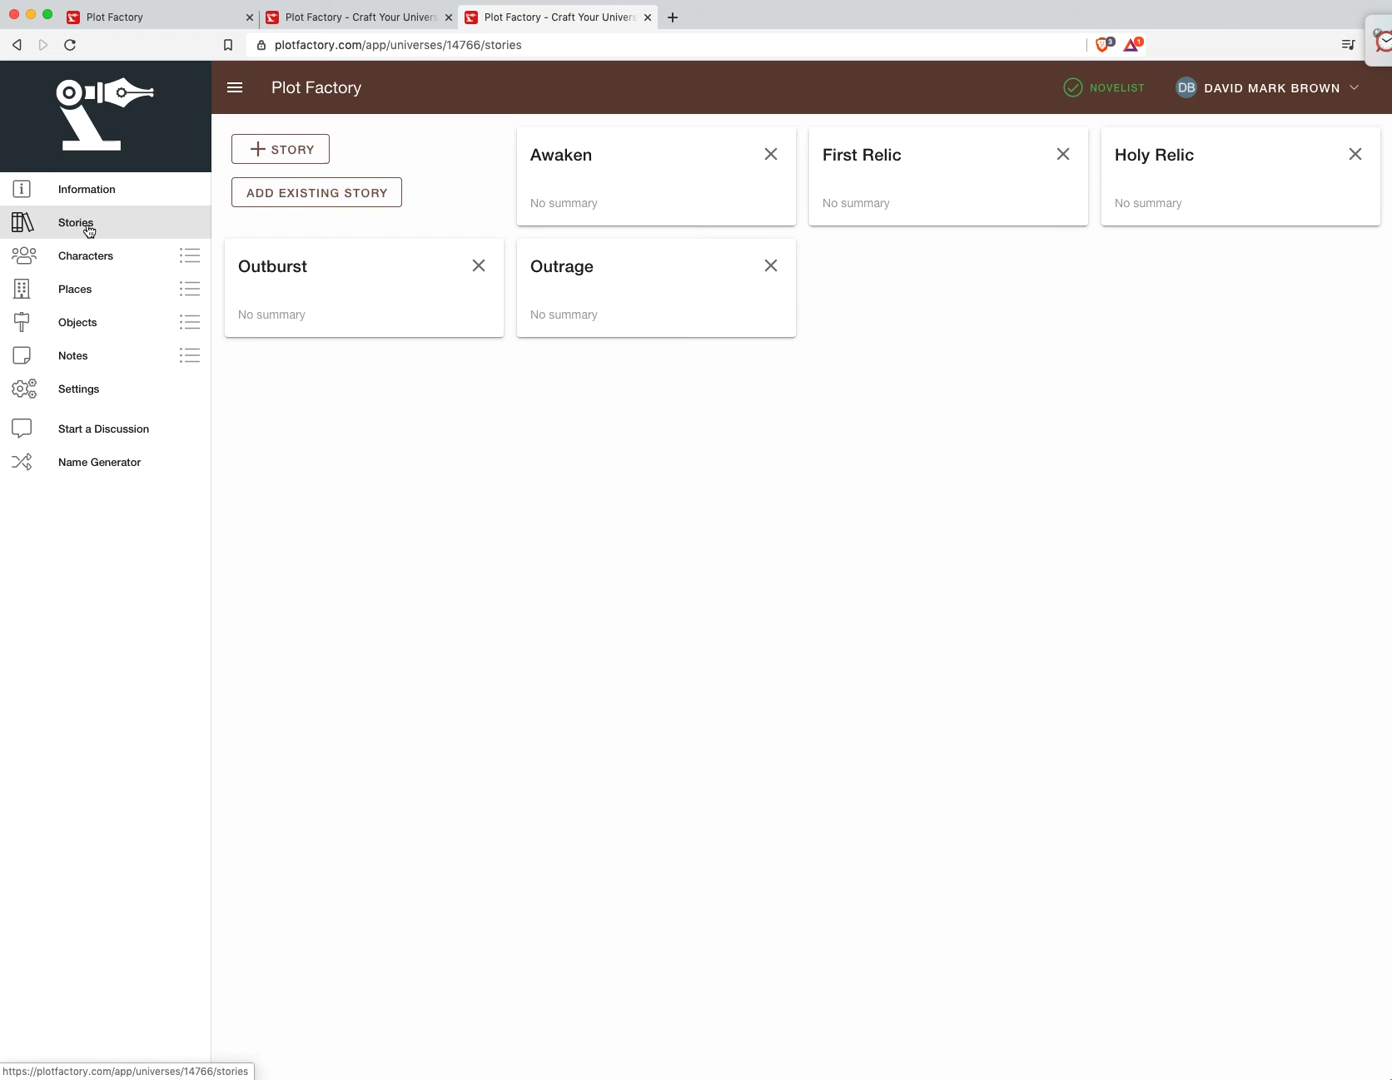 Plot Factory
Plot Factory - Craft Your Univers
Plot Factory - Craft Your Univers
plotfactory.com/app/universes/14766/stories
3
1
Plot Factory
NOVELIST
DB DAVID MARK BROWN
Information
Stories
Characters
Places
Objects
Notes
Settings
Start a Discussion
Name Generator
+ STORY
ADD EXISTING STORY
Awaken
No summary
First Relic
No summary
Holy Relic
No summary
Outburst
No summary
Outrage
No summary
https://plotfactory.com/app/universes/14766/stories